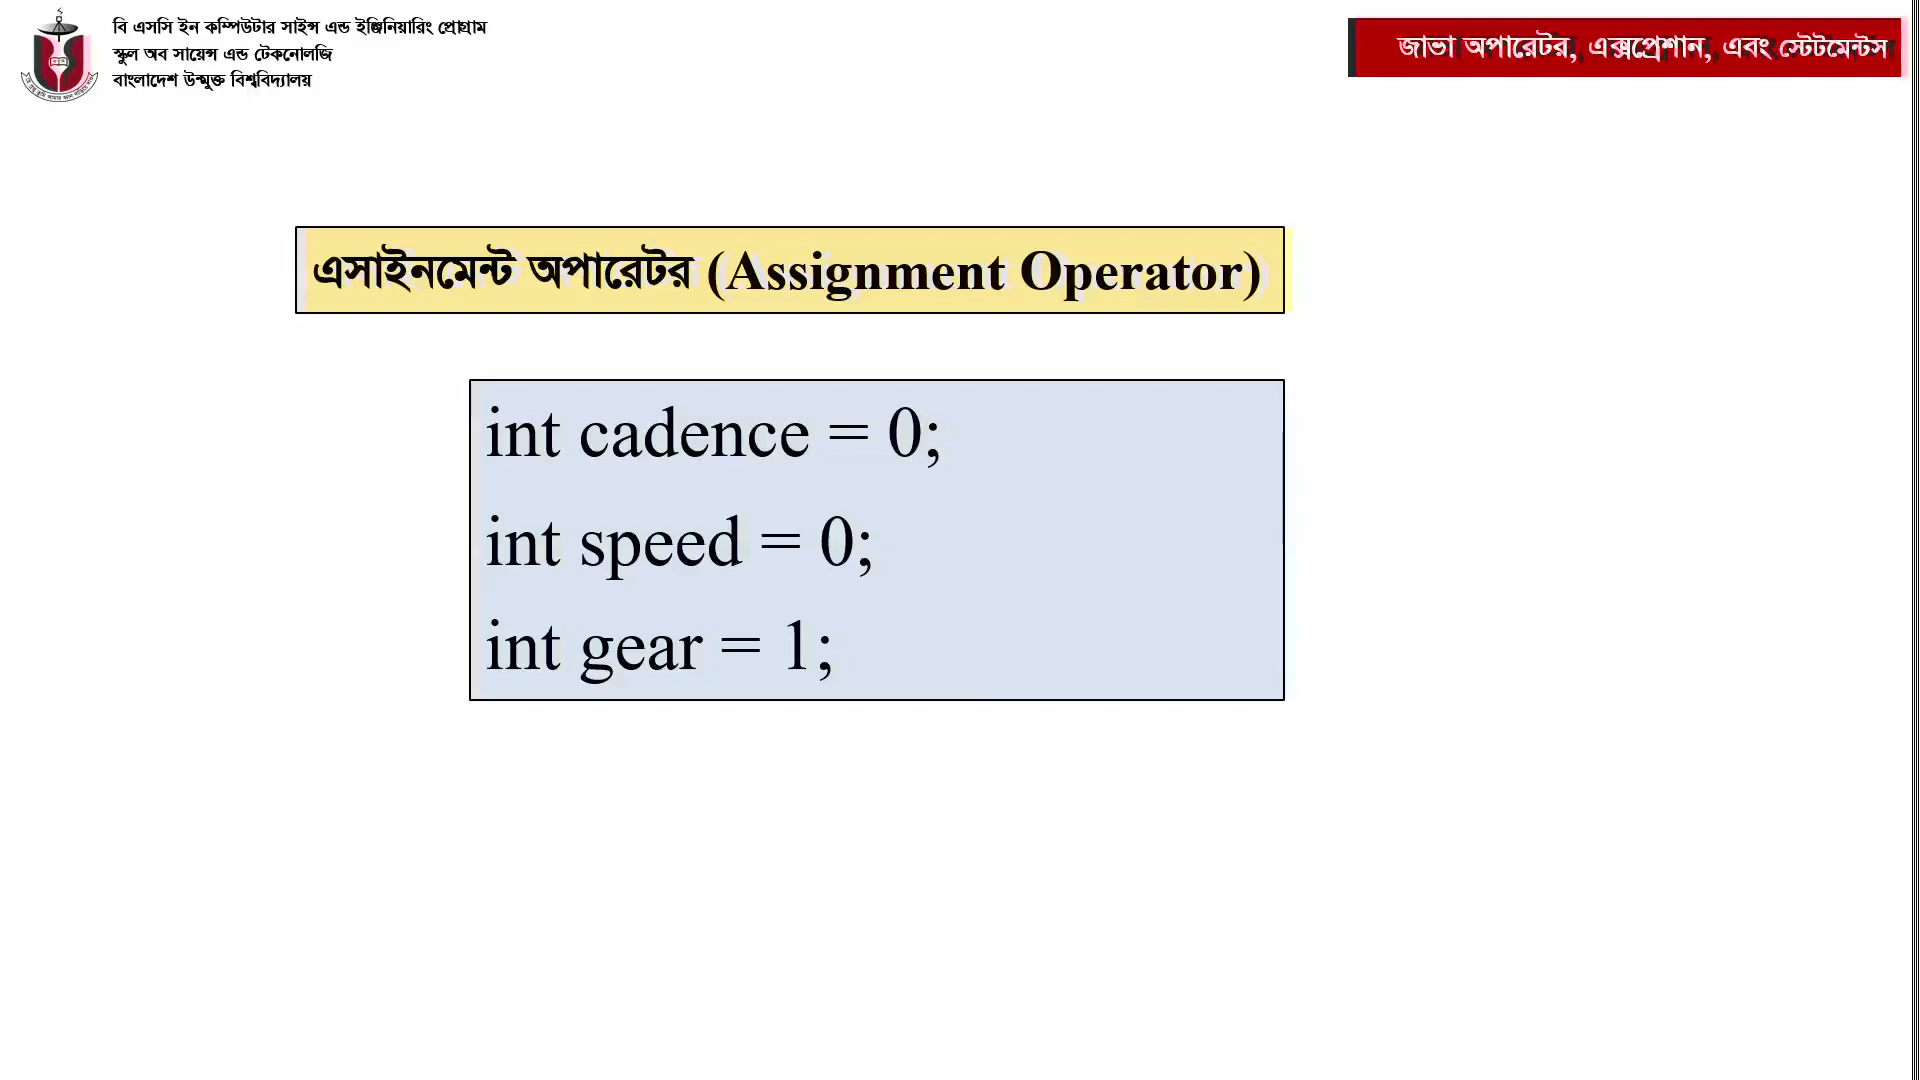 বি এসসি ইন কম্পিউটার সাইন্স এন্ড ইঞ্জিনিয়ারিং প্রোগ্রাম
স্কুল অব সায়েন্স এন্ড টেকনোলজি
বাংলাদেশ উন্মুক্ত বিশ্ববিদ্যালয়
জাভা অপারেটর, এক্সপ্রেশান, এবং স্টেটমেন্টস
এসাইনমেন্ট অপারেটর (Assignment Operator)
int cadence = 0;
int speed = 0;
int gear = 1;